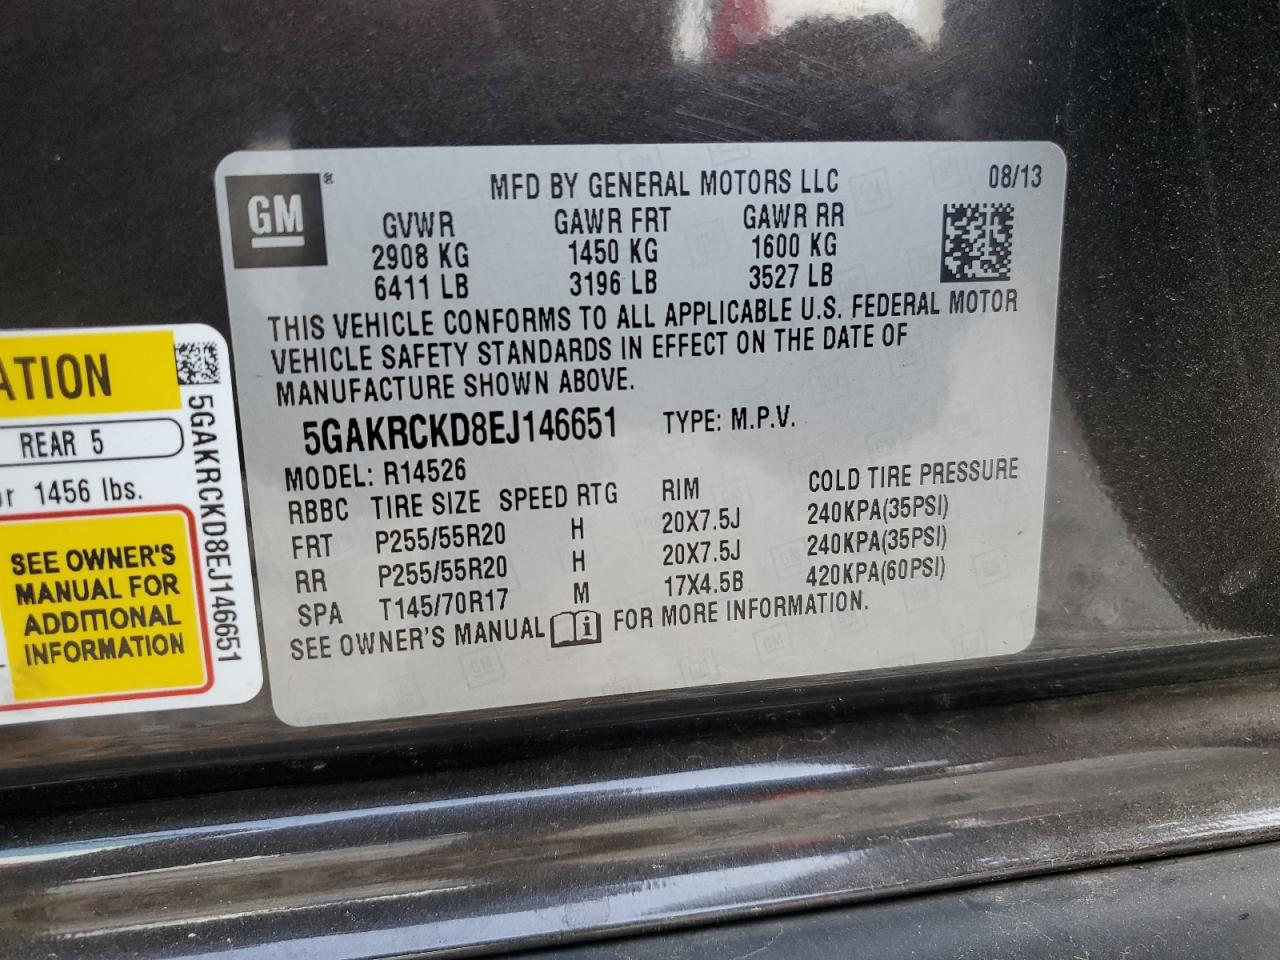 GM ®
MFD BY GENERAL MOTORS LLC 08/13
GVWR GAWR FRT GAWR RR
2908 KG 1450 KG 1600 KG
6411 LB 3196 LB 3527 LB
THIS VEHICLE CONFORMS TO ALL APPLICABLE U.S. FEDERAL MOTOR
VEHICLE SAFETY STANDARDS IN EFFECT ON THE DATE OF
MANUFACTURE SHOWN ABOVE.
5GAKRCKD8EJ146651 TYPE: M.P.V.
MODEL: R14526
RBBC TIRE SIZE SPEED RTG RIM COLD TIRE PRESSURE
FRT P255/55R20 H 20X7.5J 240KPA(35PSI)
RR P255/55R20 H 20X7.5J 240KPA(35PSI)
SPA T145/70R17 M 17X4.5B 420KPA(60PSI)
SEE OWNER'S MANUAL i FOR MORE INFORMATION.
ATION
REAR 5
or 1456 lbs.
SEE OWNER'S
MANUAL FOR
ADDITIONAL
INFORMATION
5GAKRCKD8EJ146651